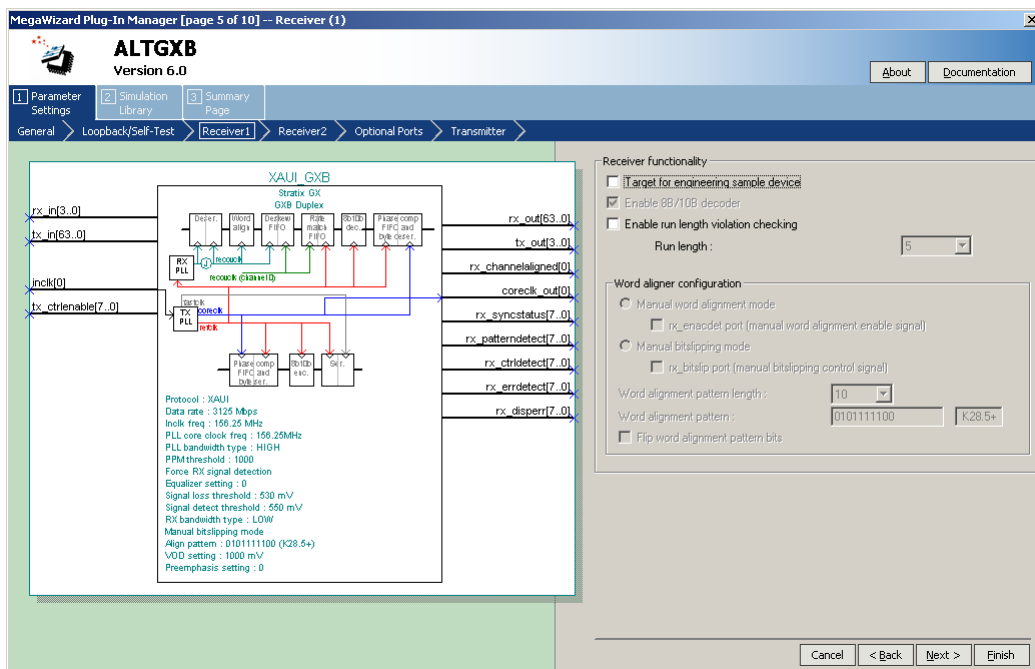 MegaWizard Plug-In Manager [page 5 of 10] -- Receiver (1)
ALTGXB
Version 6.0
About
Documentation
1 Parameter Settings
2 Simulation Library
3 Summary Page
General
Loopback/Self-Test
Receiver1
Receiver2
Optional Ports
Transmitter
XAUI_GXB
Stratix GX
GXB Duplex
rx_in[3..0]
tx_in[63..0]
inclk[0]
tx_ctrlenable[7..0]
Deser.
Word align
Deskew FIFO
Rate match FIFO
8b10b dec.
Phase comp FIFO and byte deser.
RX PLL
recovclk
recovclk (channel 0)
fastclk
TX PLL
coreclk
refclk
Phase comp FIFO and byte ser.
8b10b enc.
Ser.
rx_out[63..0]
tx_out[3..0]
rx_channelaligned[0]
coreclk_out[0]
rx_syncstatus[7..0]
rx_patterndetect[7..0]
rx_ctrldetect[7..0]
rx_errdetect[7..0]
rx_disperr[7..0]
Protocol : XAUI
Data rate : 3125 Mbps
Inclk freq : 156.25 MHz
PLL core clock freq : 156.25MHz
PLL bandwidth type : HIGH
PPM threshold : 1000
Force RX signal detection
Equalizer setting : 0
Signal loss threshold : 530 mV
Signal detect threshold : 550 mV
RX bandwidth type : LOW
Manual bitslipping mode
Align pattern : 0101111100 (K28.5+)
VOD setting : 1000 mV
Preemphasis setting : 0
Receiver functionality
Target for engineering sample device
Enable 8B/10B decoder
Enable run length violation checking
Run length : 5
Word aligner configuration
Manual word alignment mode
rx_enacdet port (manual word alignment enable signal)
Manual bitslipping mode
rx_bitslip port (manual bitslipping control signal)
Word alignment pattern length : 10
Word alignment pattern : 0101111100 K28.5+
Flip word alignment pattern bits
Cancel
< Back
Next >
Finish